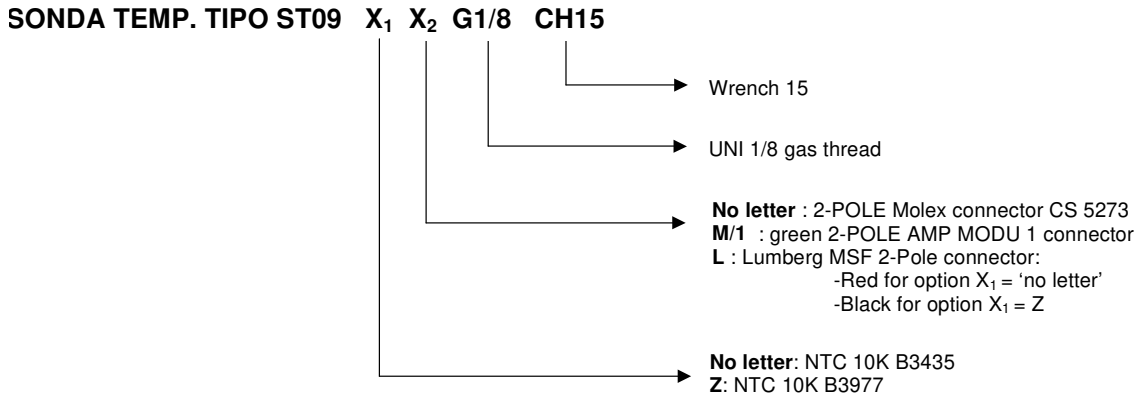 SONDA TEMP. TIPO ST09 X₁ X₂ G1/8 CH15
Wrench 15
UNI 1/8 gas thread
No letter : 2-POLE Molex connector CS 5273
M/1 : green 2-POLE AMP MODU 1 connector
L : Lumberg MSF 2-Pole connector:
-Red for option X₁ = ‘no letter’
-Black for option X₁ = Z
No letter: NTC 10K B3435
Z: NTC 10K B3977